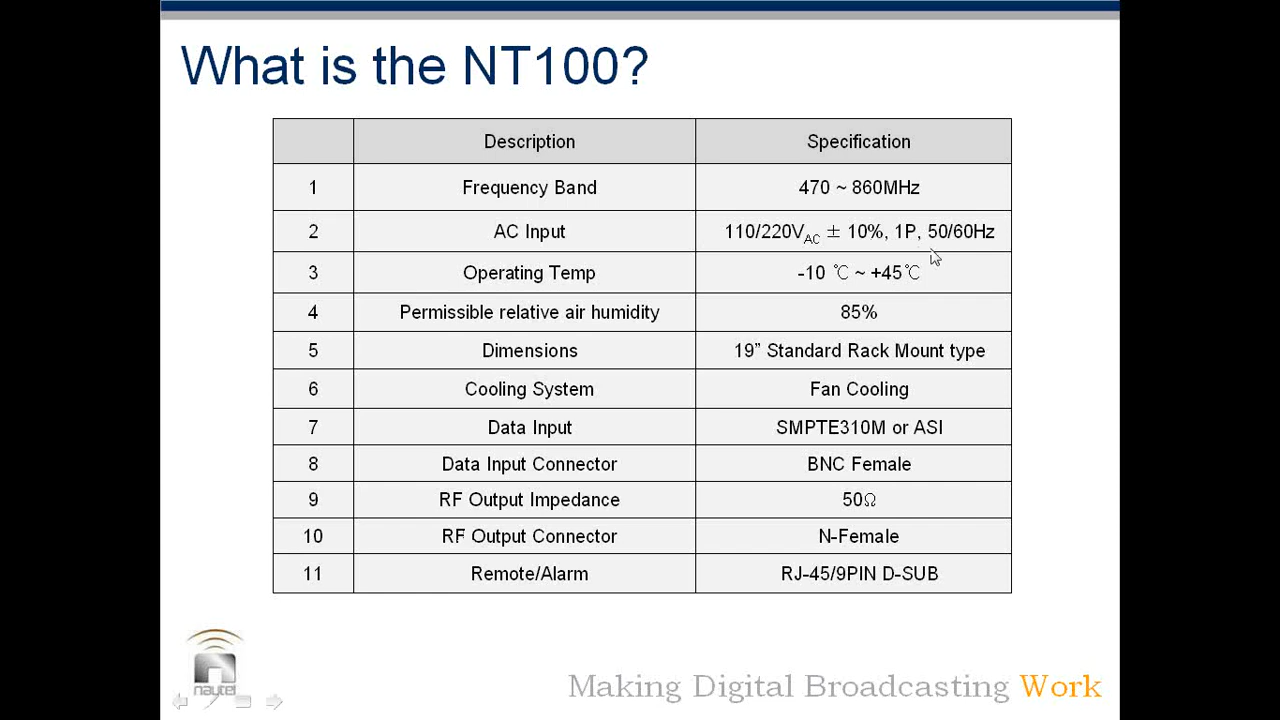 What is the NT100?
Description Specification
1 Frequency Band 470 ~ 860MHz
2 AC Input 110/220VAC ± 10%, 1P, 50/60Hz
3 Operating Temp -10 ℃ ~ +45℃
4 Permissible relative air humidity 85%
5 Dimensions 19” Standard Rack Mount type
6 Cooling System Fan Cooling
7 Data Input SMPTE310M or ASI
8 Data Input Connector BNC Female
9 RF Output Impedance 50Ω
10 RF Output Connector N-Female
11 Remote/Alarm RJ-45/9PIN D-SUB
nautel
Making Digital Broadcasting Work